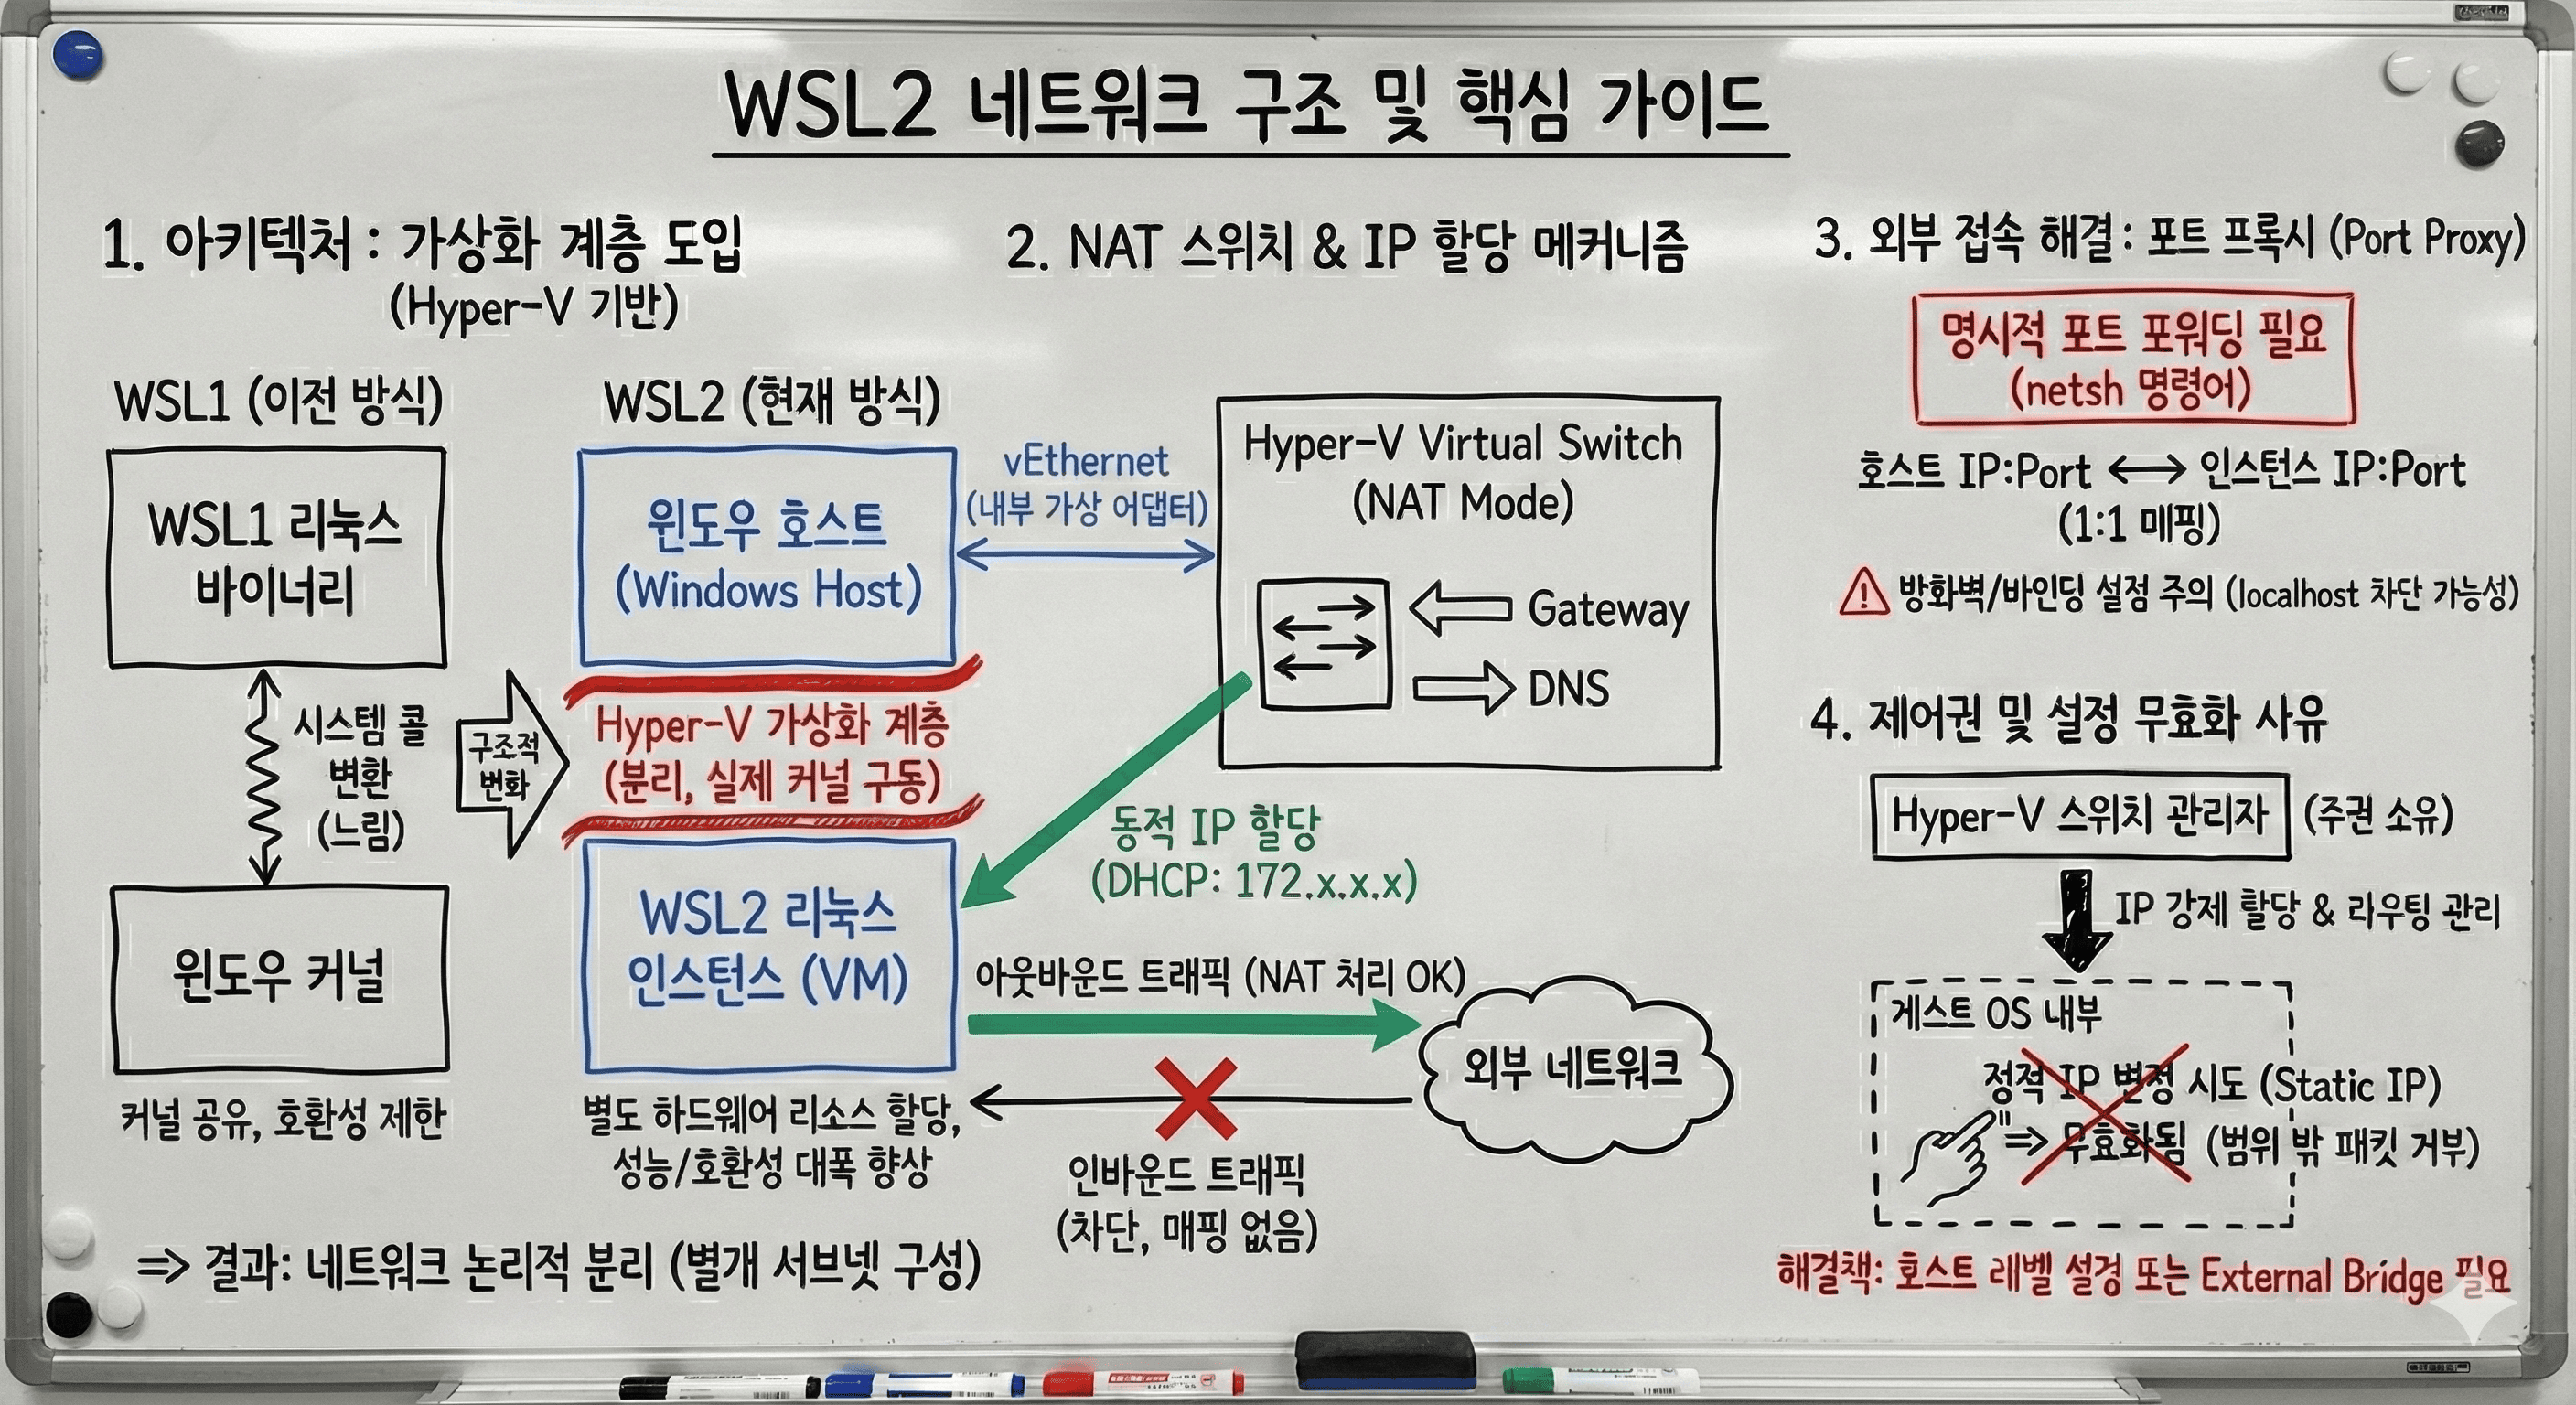 WSL2 네트워크 구조 및 핵심 가이드
1. 아키텍처 : 가상화 계층 도입
(Hyper-V 기반)
WSL1 (이전 방식)
WSL1 리눅스
바이너리
시스템 콜
변환
(느림)
윈도우 커널
커널 공유, 호환성 제한
구조적
변화
WSL2 (현재 방식)
윈도우 호스트
(Windows Host)
Hyper-V 가상화 계층
(분리, 실제 커널 구동)
WSL2 리눅스
인스턴스 (VM)
별도 하드웨어 리소스 할당,
성능/호환성 대폭 향상
=> 결과: 네트워크 논리적 분리 (별개 서브넷 구성)
2. NAT 스위치 & IP 할당 메커니즘
vEthernet
(내부 가상 어댑터)
Hyper-V Virtual Switch
(NAT Mode)
Gateway
DNS
동적 IP 할당
(DHCP: 172.x.x.x)
아웃바운드 트래픽 (NAT 처리 OK)
외부 네트워크
인바운드 트래픽
(차단, 매핑 없음)
3. 외부 접속 해결 : 포트 프록시 (Port Proxy)
명시적 포트 포워딩 필요
(netsh 명령어)
호스트 IP:Port ↔ 인스턴스 IP:Port
(1:1 매핑)
방화벽/바인딩 설정 주의 (localhost 차단 가능성)
4. 제어권 및 설정 무효화 사유
Hyper-V 스위치 관리자 (주권 소유)
IP 강제 할당 & 라우팅 관리
게스트 OS 내부
정적 IP 변정 시도 (Static IP)
=> 무효화됨 (범위 밖 패킷 거부)
해결책: 호스트 레벨 설정 또는 External Bridge 필요